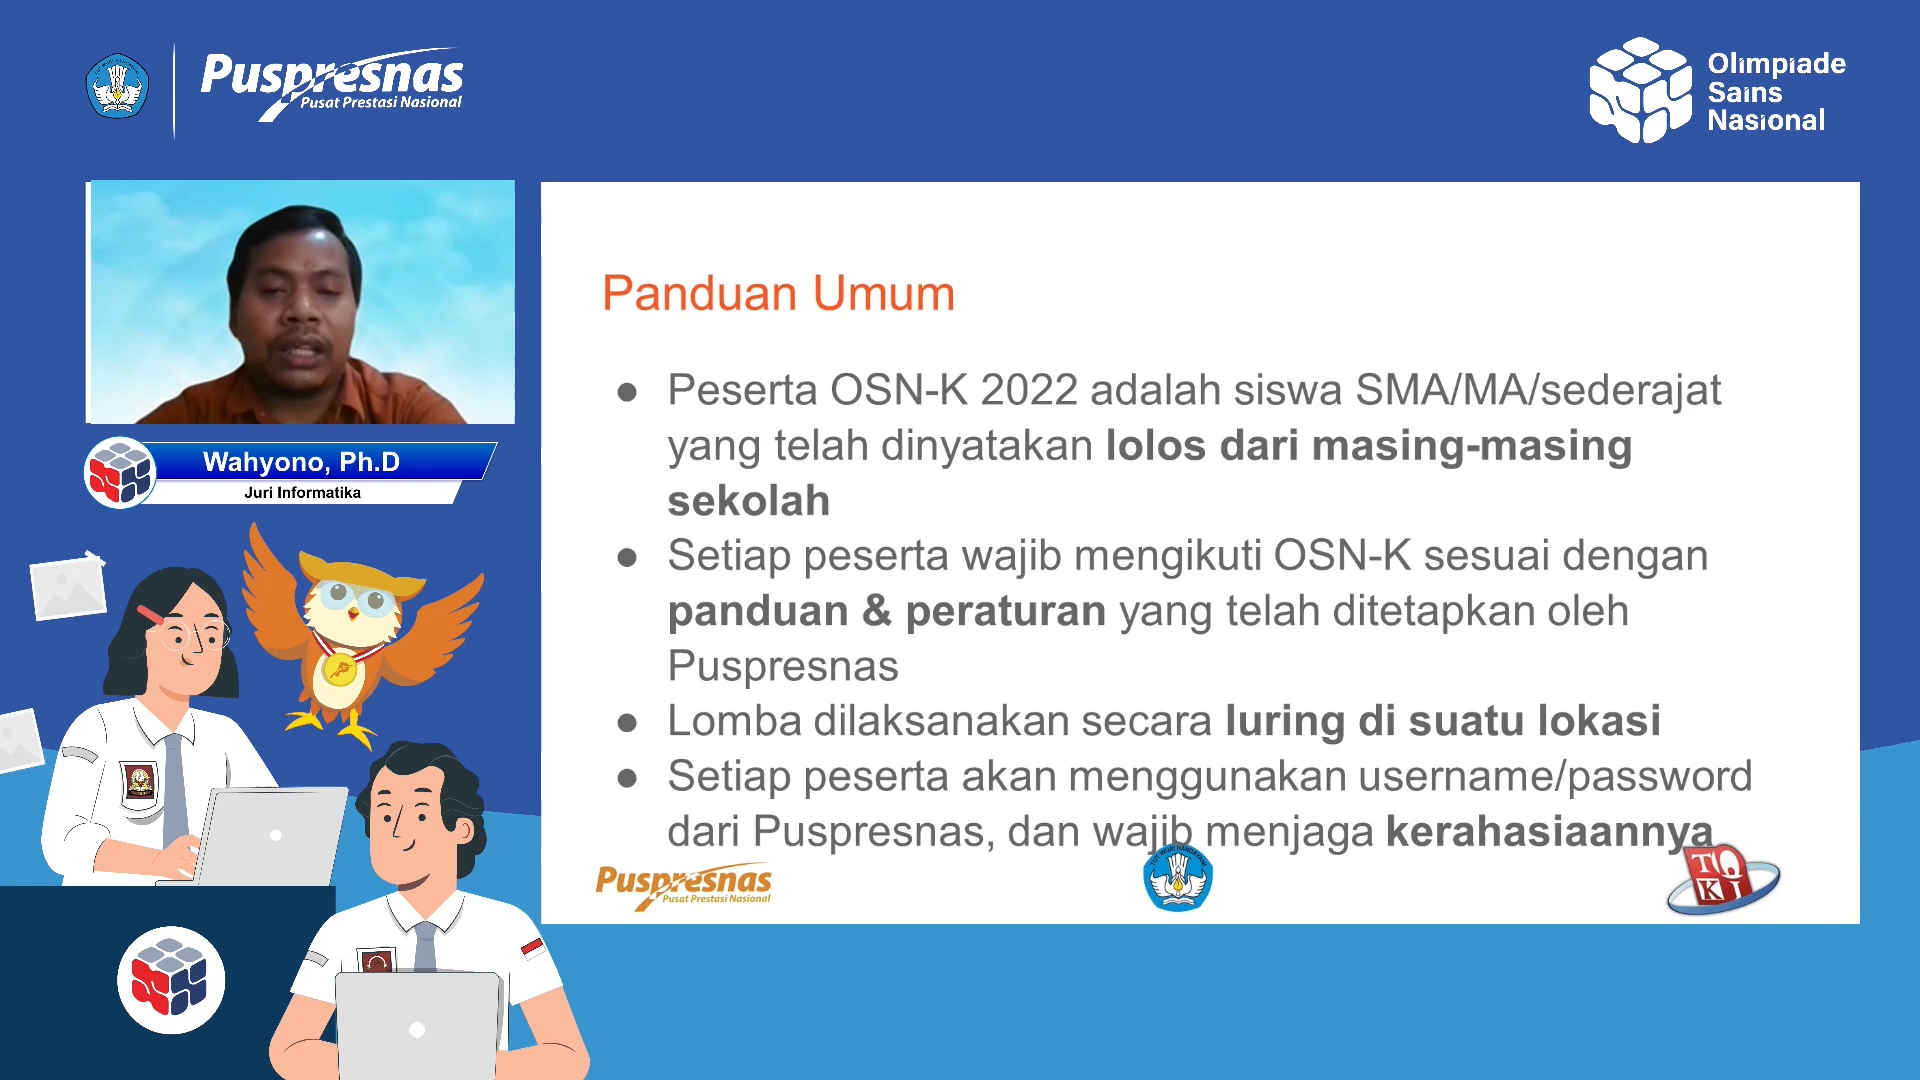 Puspresnas
Pusat Prestasi Nasional
Olimpiade
Sains
Nasional
Wahyono, Ph.D
Juri Informatika
Panduan Umum
● Peserta OSN-K 2022 adalah siswa SMA/MA/sederajat
yang telah dinyatakan lolos dari masing-masing
sekolah
● Setiap peserta wajib mengikuti OSN-K sesuai dengan
panduan & peraturan yang telah ditetapkan oleh
Puspresnas
● Lomba dilaksanakan secara luring di suatu lokasi
● Setiap peserta akan menggunakan username/password
dari Puspresnas, dan wajib menjaga kerahasiaannya
Puspresnas
Pusat Prestasi Nasional
TUT WURI HANDAYANI
TOKI